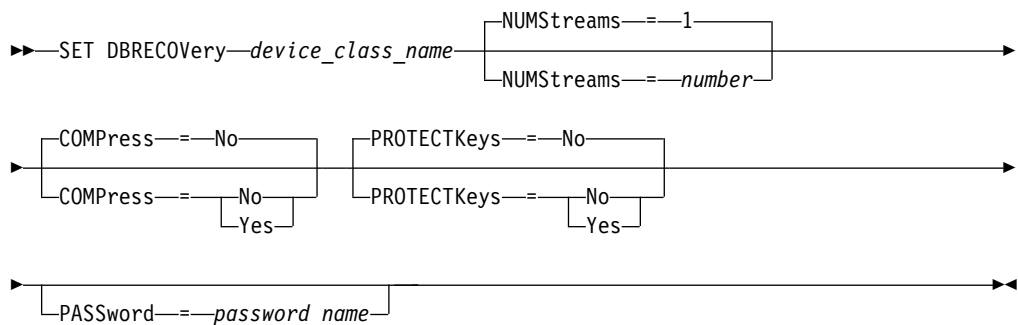 NUMStreams = 1
SET DBRECOVery device_class_name
NUMStreams = number
COMPress = No PROTECTKeys = No
COMPress = No PROTECTKeys = No
Yes Yes
PASSword = password name